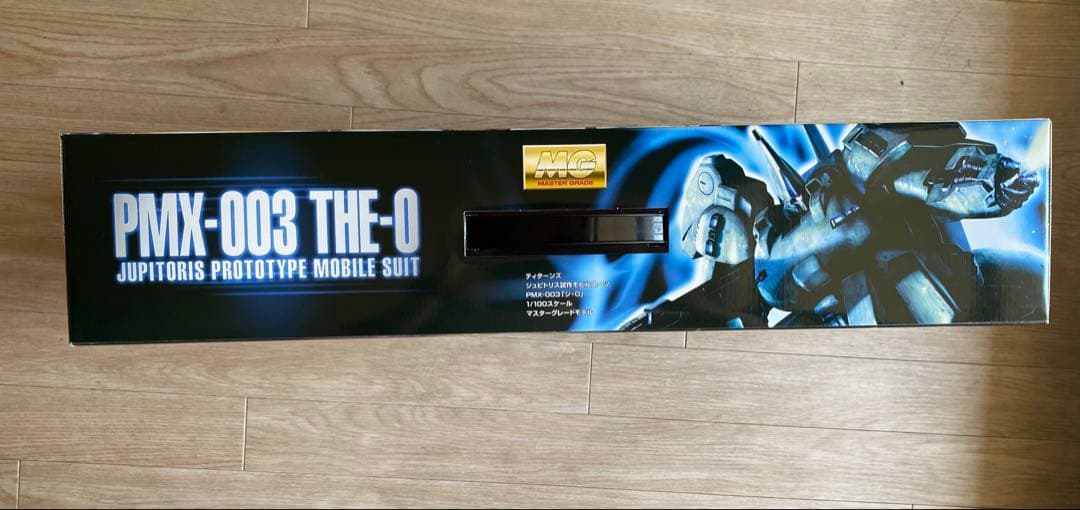 PMX-003 THE-O
JUPITORIS PROTOTYPE MOBILE SUIT
MG
MASTER GRADE
ティターンズ
ジュピトリス試作モビルスーツ
PMX-003「ジ・O」
1/100スケール
マスターグレードモデル